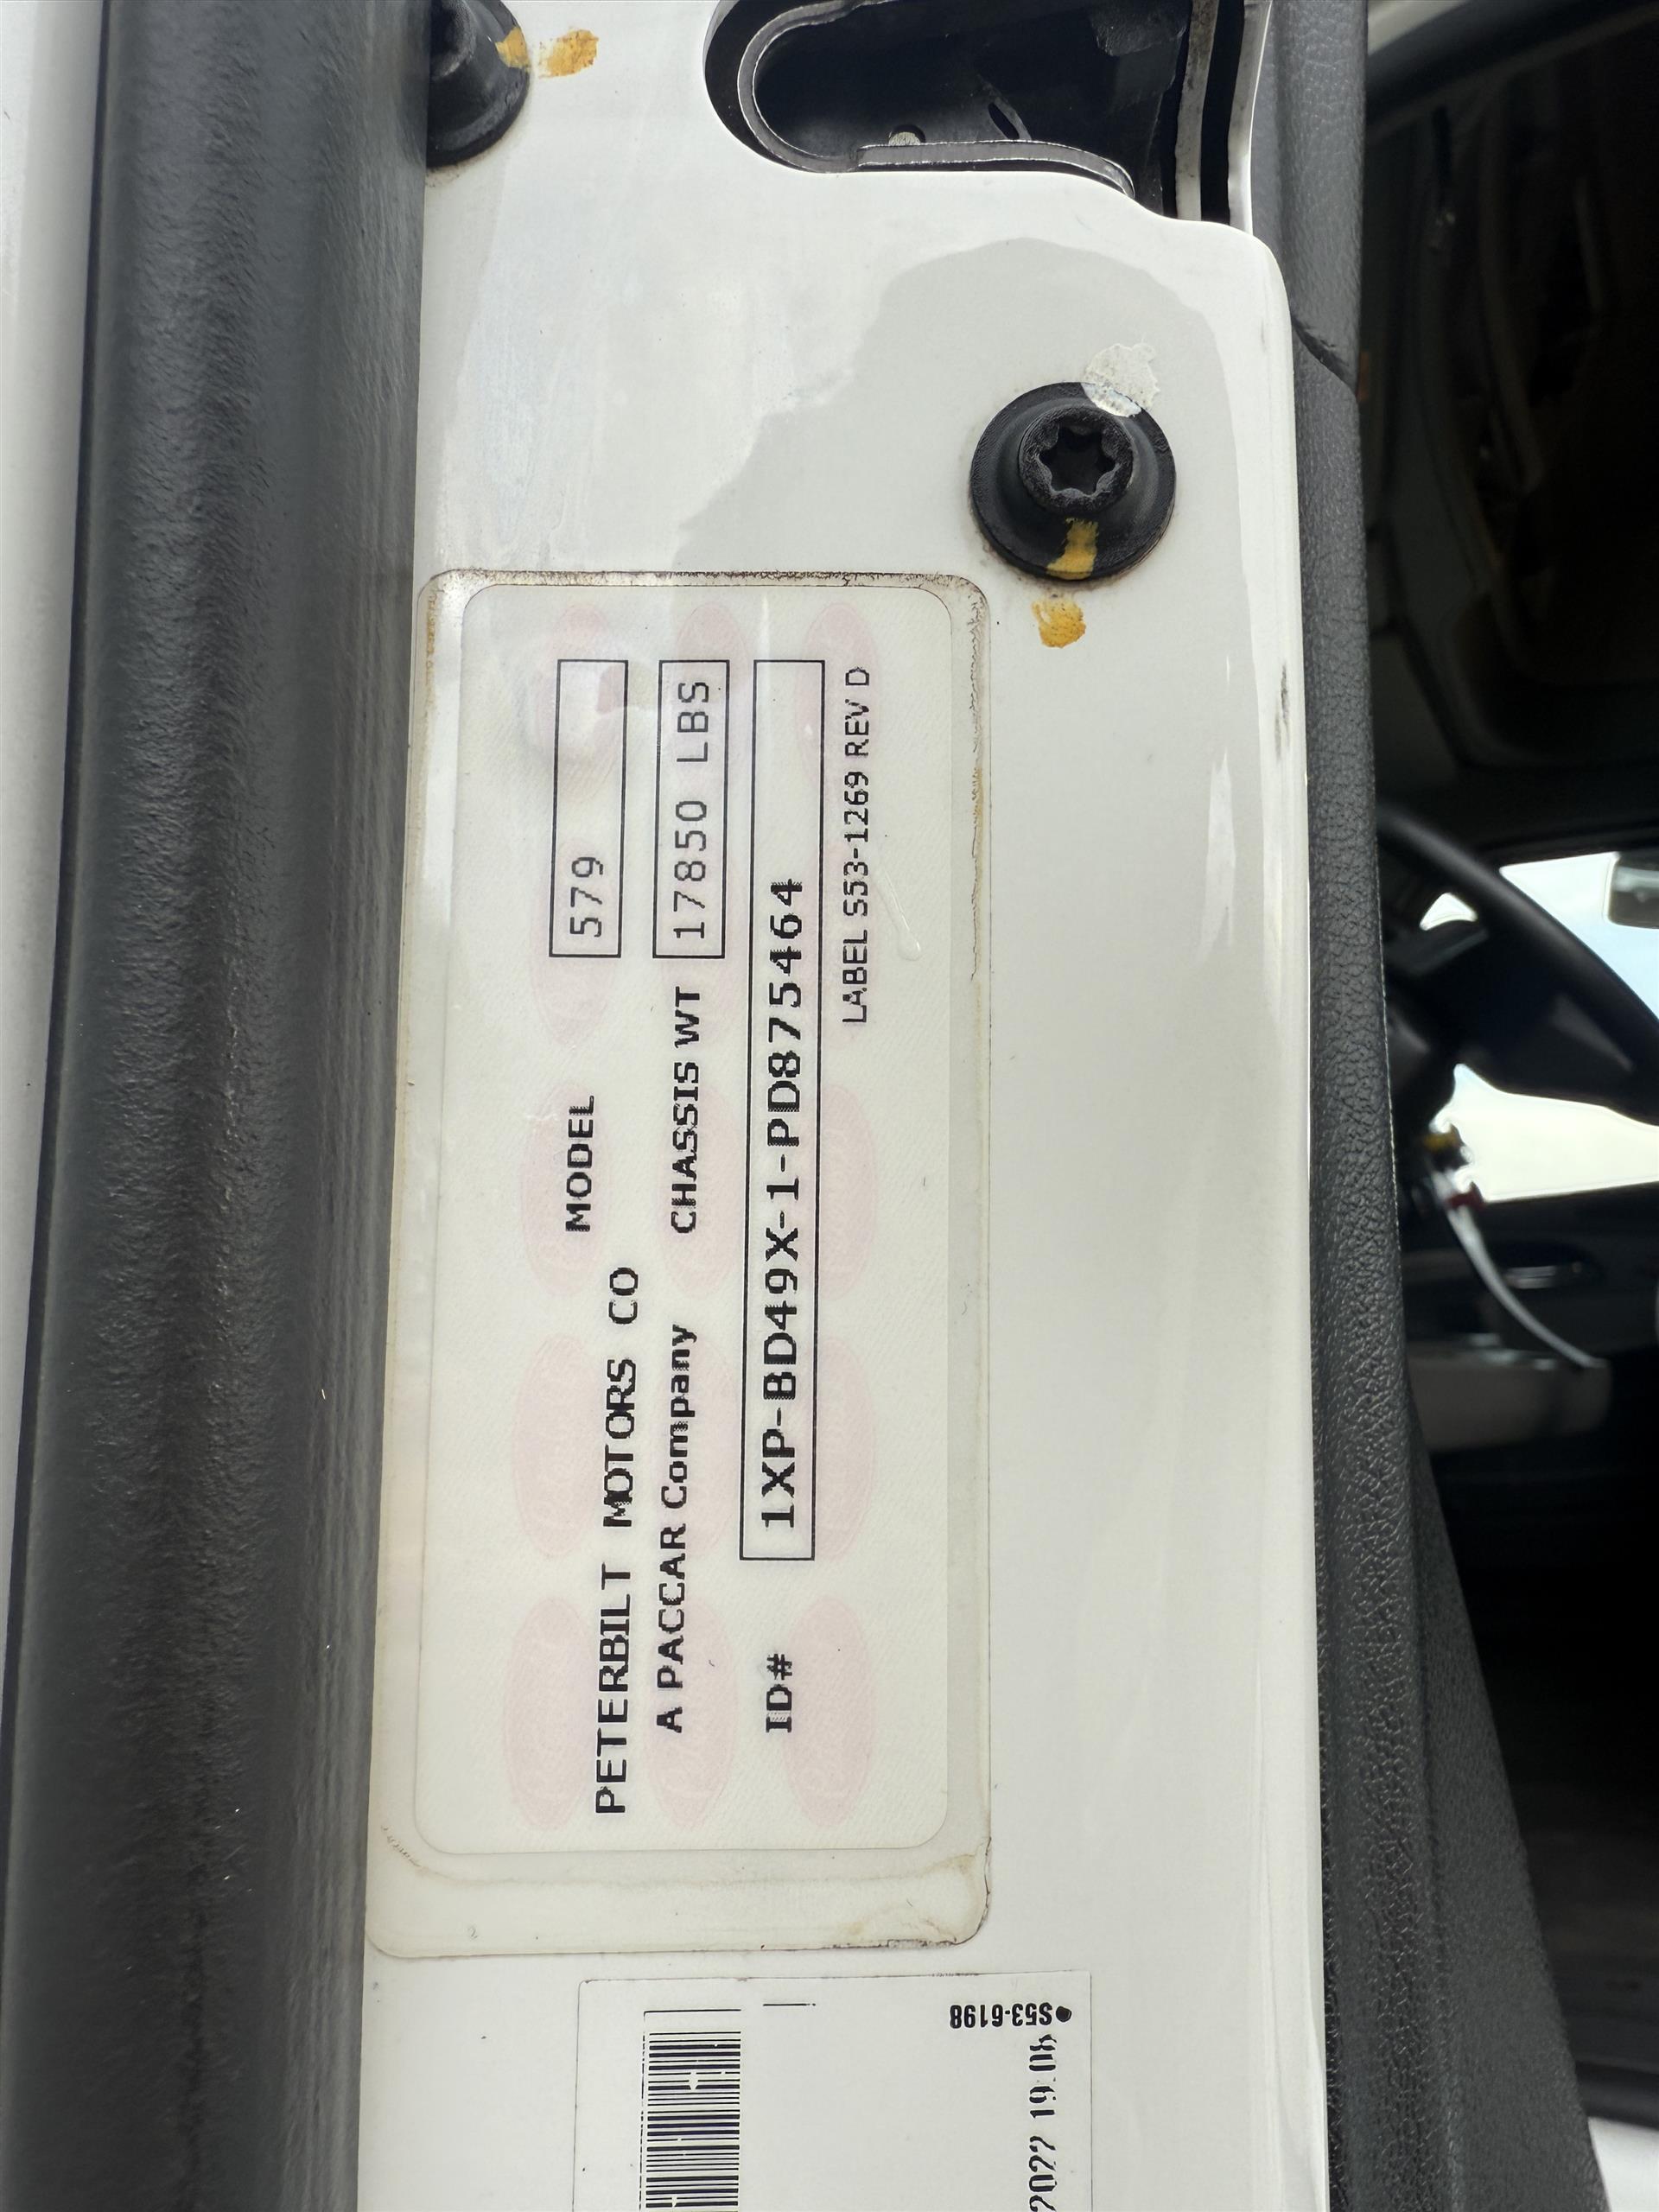 PETERBILT MOTORS CO
MODEL 579
A PACCAR Company
CHASSIS WT 17850 LBS
ID# 1XP-BD49X-1-PD875464
LABEL S53-1269 REV D
S53-6198
2022 19:08